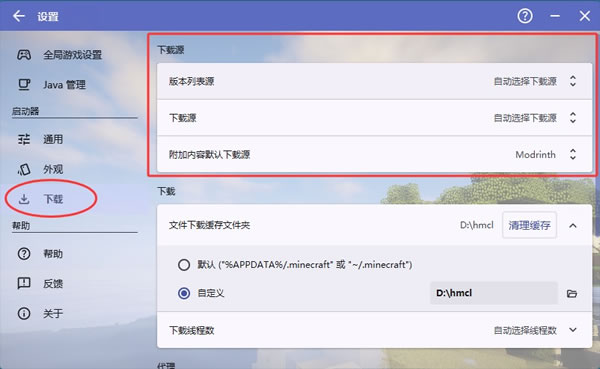 设置
全局游戏设置
Java 管理
启动器
通用
外观
下载
帮助
帮助
反馈
关于
下载源
版本列表源 自动选择下载源
下载源 自动选择下载源
附加内容默认下载源 Modrinth
下载
文件下载缓存文件夹 D:\hmcl 清理缓存
默认 ("%APPDATA%/.minecraft" 或 "~/.minecraft")
自定义 D:\hmcl
下载线程数 自动选择线程数
代理